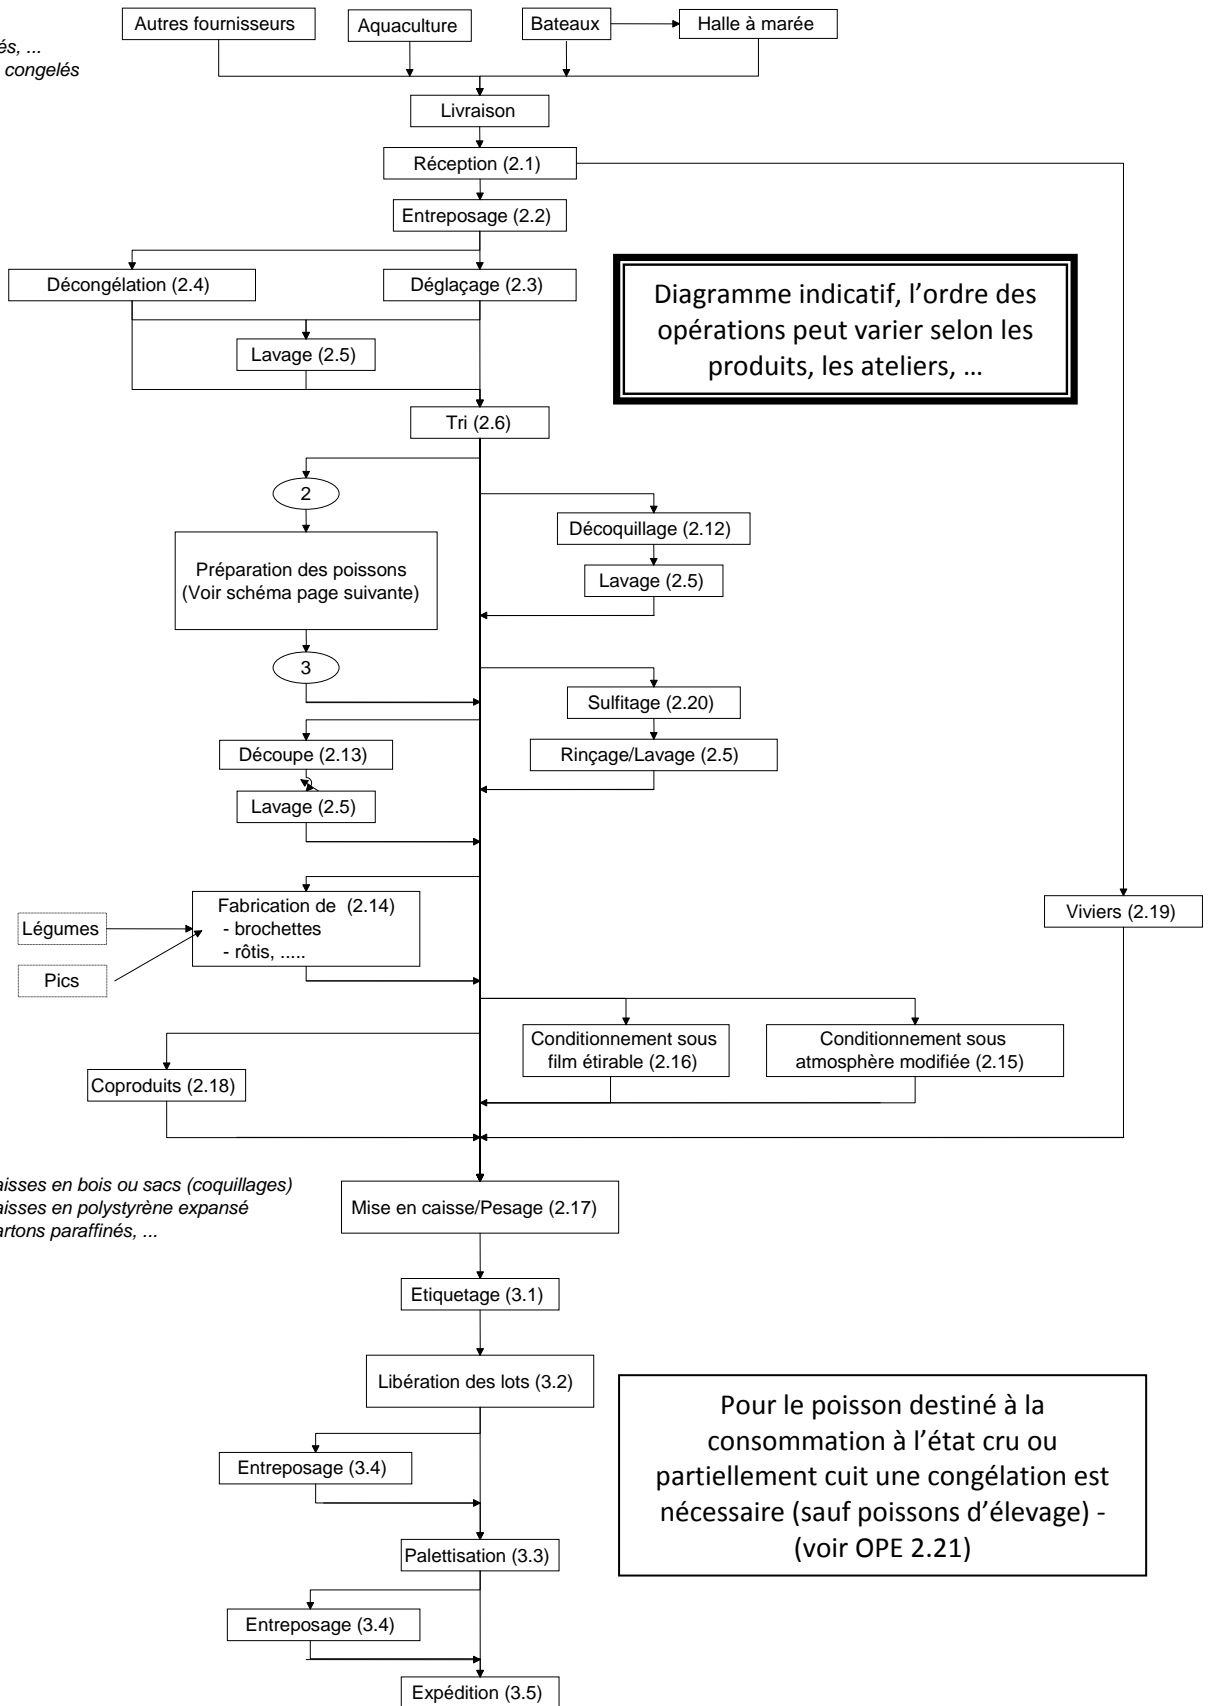 Autres fournisseurs
Aquaculture
Bateaux
Halle à marée
és, ...
congelés
Livraison
Réception (2.1)
Entreposage (2.2)
Décongélation (2.4)
Déglaçage (2.3)
Diagramme indicatif, l’ordre des
opérations peut varier selon les
produits, les ateliers, …
Lavage (2.5)
Tri (2.6)
2
Décoquillage (2.12)
Préparation des poissons
(Voir schéma page suivante)
Lavage (2.5)
3
Sulfitage (2.20)
Découpe (2.13)
Rinçage/Lavage (2.5)
Lavage (2.5)
Fabrication de (2.14)
- brochettes
- rôtis, .....
Légumes
Pics
Viviers (2.19)
Conditionnement sous
film étirable (2.16)
Conditionnement sous
atmosphère modifiée (2.15)
Coproduits (2.18)
aisses en bois ou sacs (coquillages)
aisses en polystyrène expansé
artons paraffinés, ...
Mise en caisse/Pesage (2.17)
Etiquetage (3.1)
Libération des lots (3.2)
Pour le poisson destiné à la
consommation à l’état cru ou
partiellement cuit une congélation est
nécessaire (sauf poissons d’élevage) -
(voir OPE 2.21)
Entreposage (3.4)
Palettisation (3.3)
Entreposage (3.4)
Expédition (3.5)